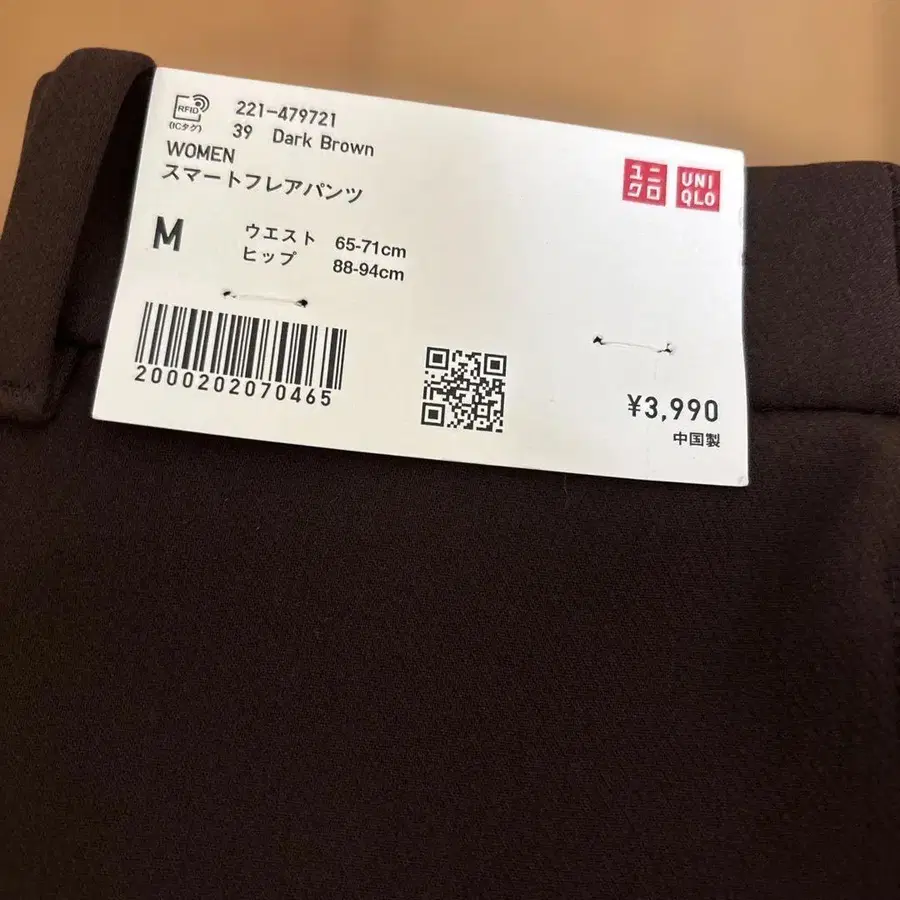 RFID
(ICタグ)
221-479721
39 Dark Brown
WOMEN
スマートフレアパンツ
ユニクロ
UNIQLO
M
ウエスト 65-71cm
ヒップ 88-94cm
2000202070465
¥3,990
中国製